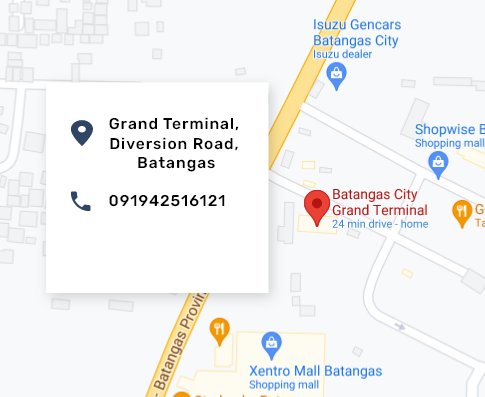 Isuzu Gencars
Batangas City
Isuzu dealer
Grand Terminal,
Diversion Road,
Batangas
091942516121
Shopwise
Shopping mall
Batangas City
Grand Terminal
24 min drive - home
Batangas
Xentro Mall Batangas
Shopping mall